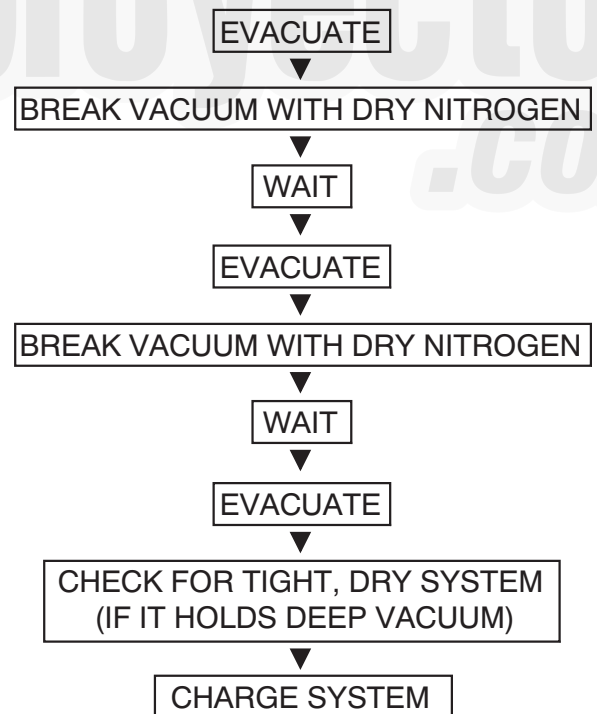 EVACUATE
BREAK VACUUM WITH DRY NITROGEN
WAIT
EVACUATE
BREAK VACUUM WITH DRY NITROGEN
WAIT
EVACUATE
CHECK FOR TIGHT, DRY SYSTEM
(IF IT HOLDS DEEP VACUUM)
CHARGE SYSTEM